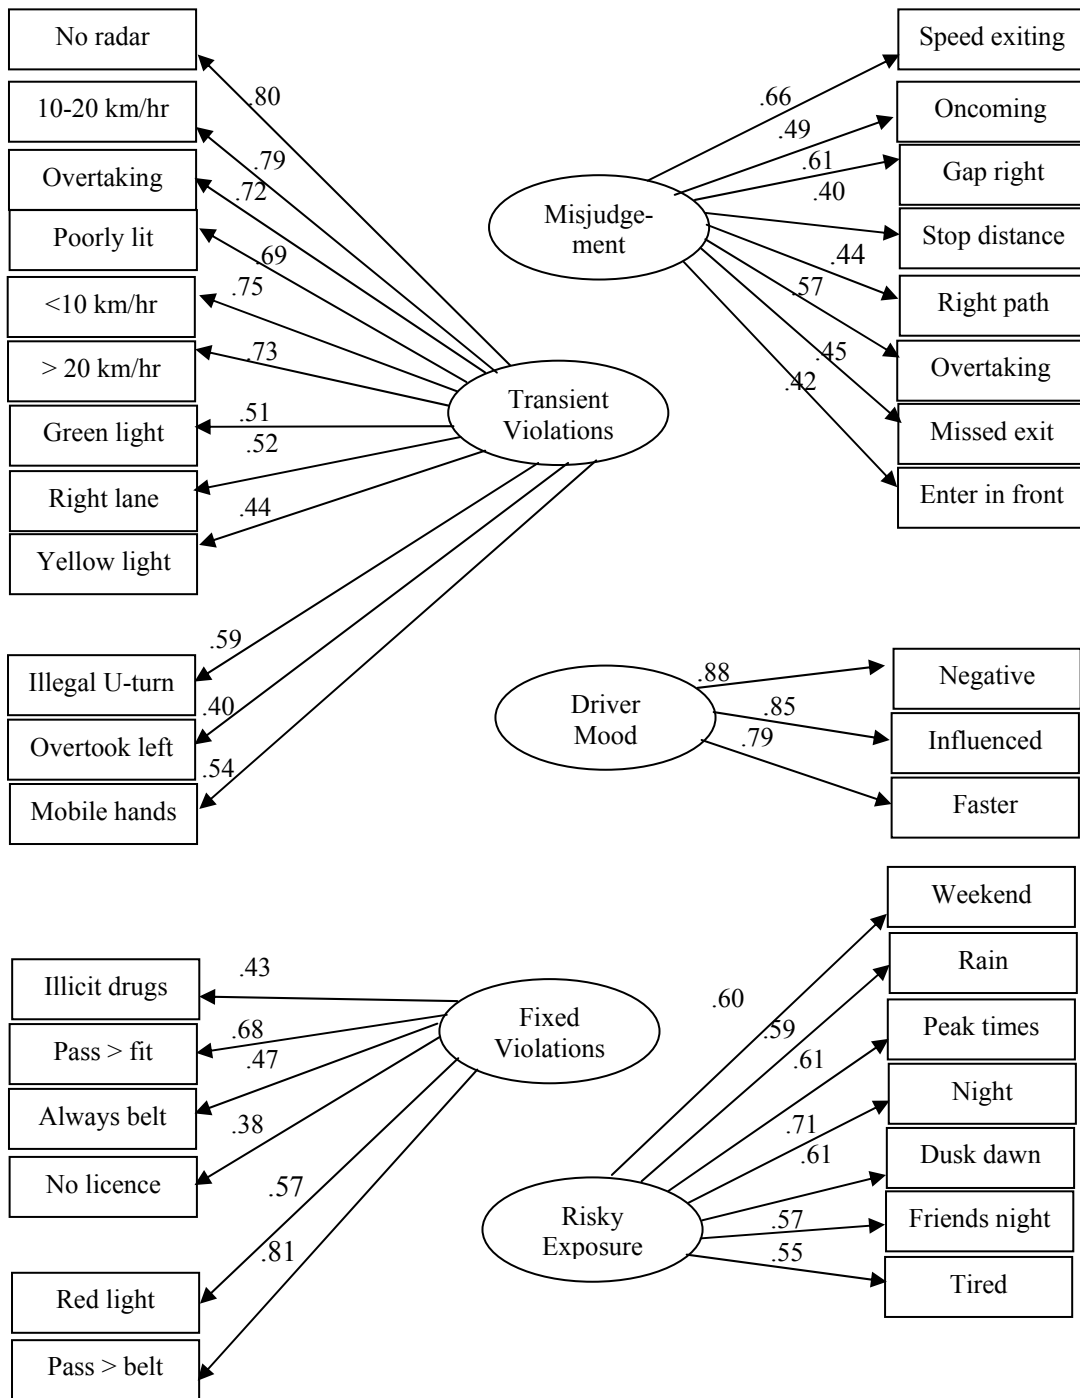 No radar
10-20 km/hr
Overtaking
Poorly lit
<10 km/hr
> 20 km/hr
Green light
Right lane
Yellow light
Illegal U-turn
Overtook left
Mobile hands
.80
.79
.72
.69
.75
.73
.51
.52
.44
.59
.40
.54
Transient
Violations
Misjudge-
ment
.66
.49
.61
.40
.44
.57
.45
.42
Speed exiting
Oncoming
Gap right
Stop distance
Right path
Overtaking
Missed exit
Enter in front
Driver
Mood
.88
.85
.79
Negative
Influenced
Faster
Illicit drugs
Pass > fit
Always belt
No licence
Red light
Pass > belt
.43
.68
.47
.38
.57
.81
Fixed
Violations
Risky
Exposure
.60
.59
.61
.71
.61
.57
.55
Weekend
Rain
Peak times
Night
Dusk dawn
Friends night
Tired